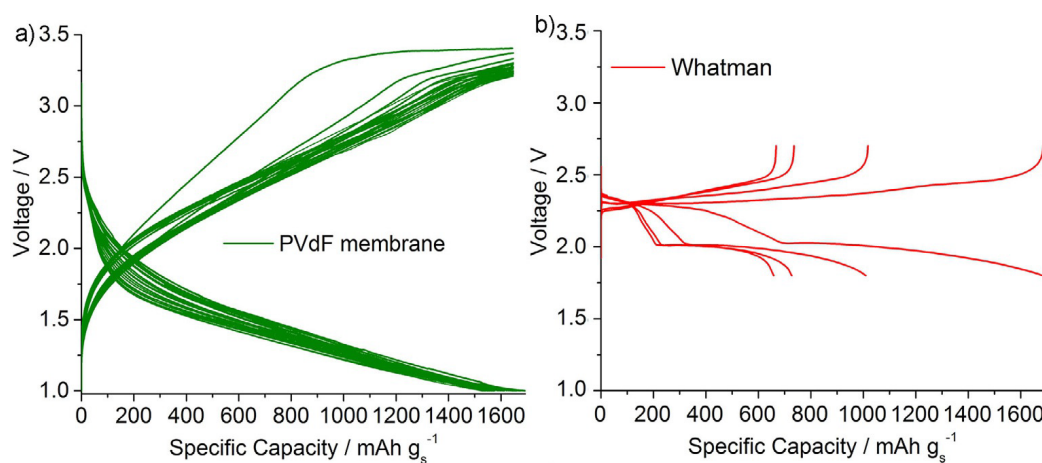 a)
3.5
3.0
2.5
2.0
1.5
1.0
Voltage / V
PVdF membrane
0 200 400 600 800 1000 1200 1400 1600
Specific Capacity / mAh gₛ⁻¹
b)
3.5
3.0
2.5
2.0
1.5
1.0
Voltage / V
Whatman
0 200 400 600 800 1000 1200 1400 1600
Specific Capacity / mAh gₛ⁻¹